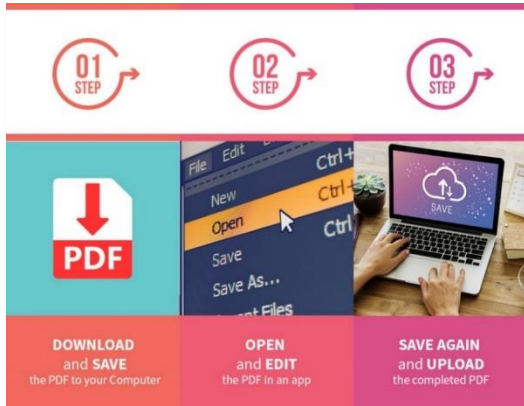 01
STEP
02
STEP
03
STEP
PDF
File Edit
Ctrl+
New
Ctrl+
Open
Ctrl
Save
Save As...
Files
SAVE
DOWNLOAD
and SAVE
the PDF to your Computer
OPEN
and EDIT
the PDF in an app
SAVE AGAIN
and UPLOAD
the completed PDF